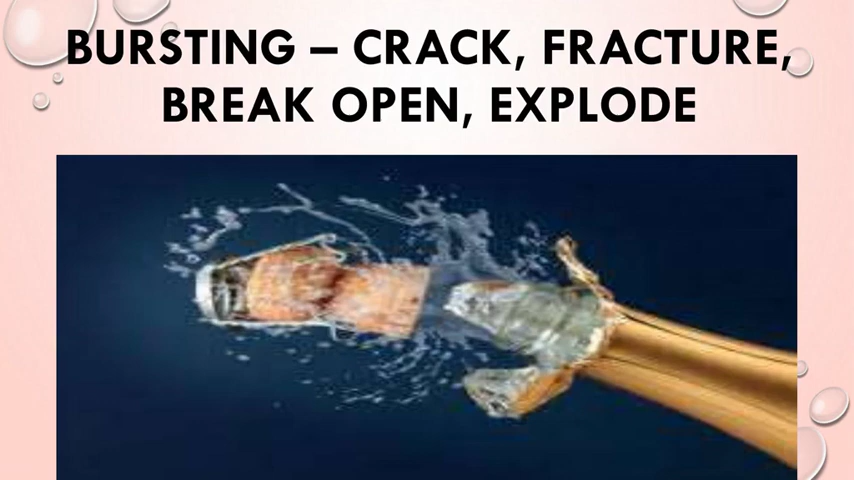 BURSTING – CRACK, FRACTURE,
BREAK OPEN, EXPLODE